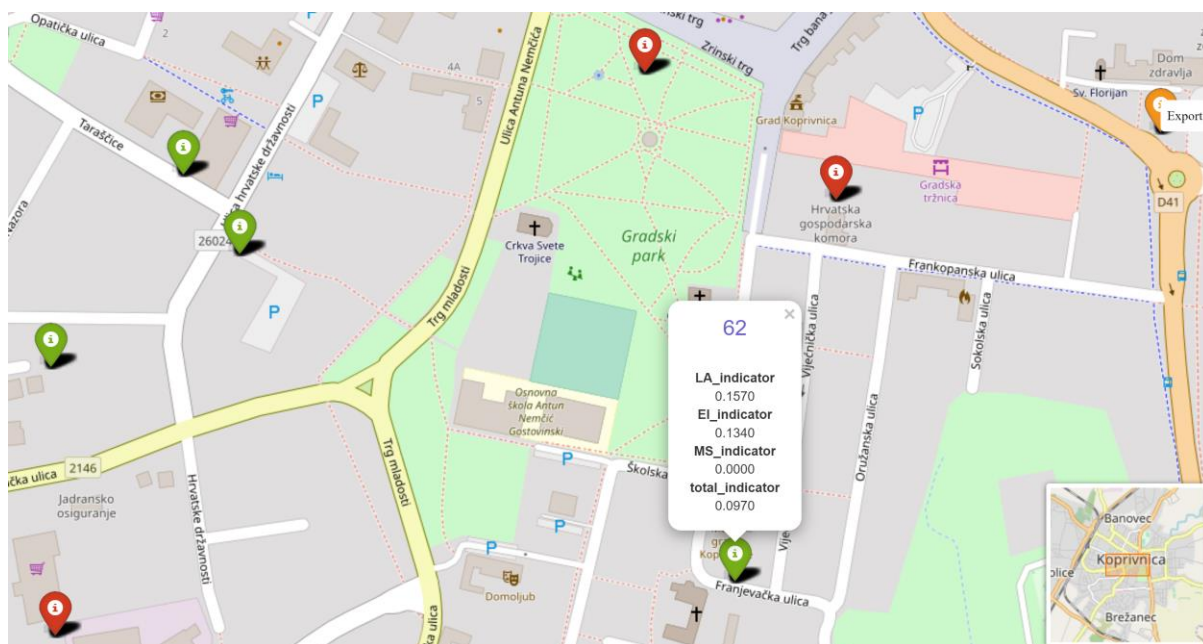 Opatička ulica
2
4A
5
Taraščice
Ulica hrvatske državnosti
P
Ulica Antuna Nemčića
Zrinski trg
Trg bana
Grad Koprivnica
P
Dom
zdravlja
Sv. Florijan
Export
D41
Gradska
tržnica
Hrvatska
gospodarska
komora
Nazora
26024
P
Crkva Svete
Trojice
Gradski
park
Frankopanska ulica
Trg mladosti
Vijećnička ulica
Sokolska ulica
Oružanska ulica
62
×
LA_indicator
0.1570
EI_indicator
0.1340
MS_indicator
0.0000
total_indicator
0.0970
Osnovna
škola Antun
Nemčić
Gostovinski
Trg mladosti
2146
Jadransko
osiguranje
Hrvatske državnosti
P
P
P
Školska
Domoljub
Franjevačka ulica
Banovec
Koprivnica
Brežanec